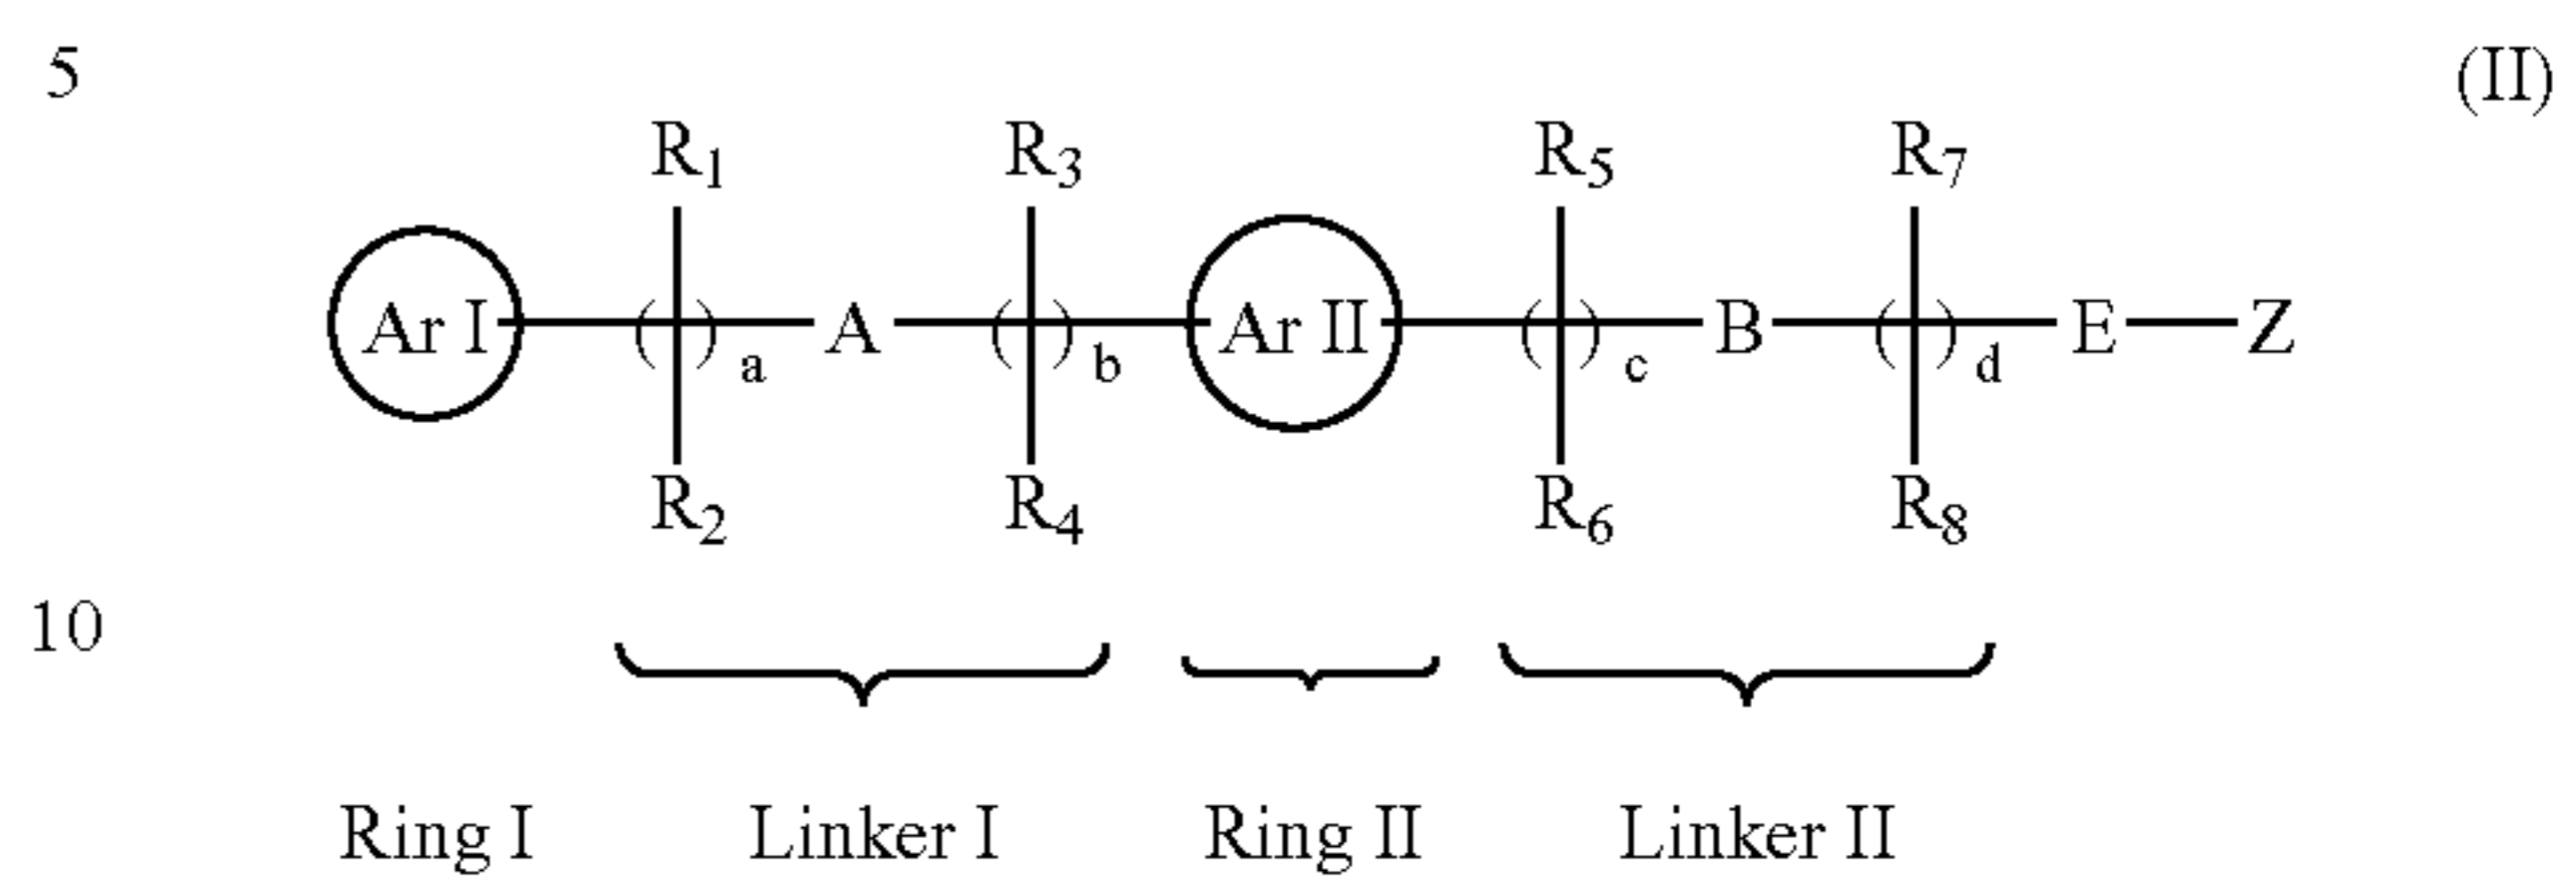 5 (II)
R1 R3 R5 R7
Ar I ( )a A ( )b Ar II ( )c B ( )d E Z
R2 R4 R6 R8
10
Ring I Linker I Ring II Linker II